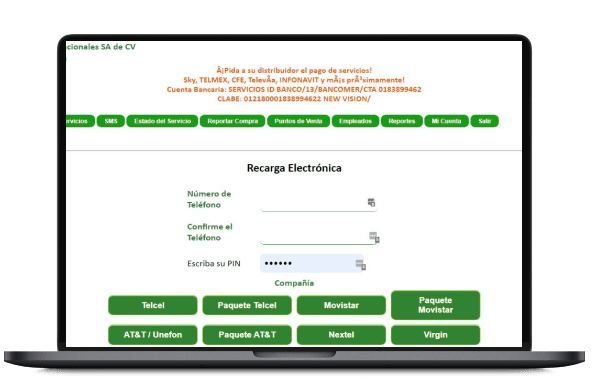 cionales SA de CV
Â¡Pida a su distribuidor el pago de servicios!
Sky, TELMEX, CFE, TelevÃ­a, INFONAVIT y mÃ¡s prÃ³ximamente!
Cuenta Bancaria: SERVICIOS ID BANCO/13/BANCOMER/CTA 0183899462
CLABE: 012180001838994622 NEW VISION/
ervicios SMS Estado del Servicio Reportar Compra Puntos de Venta Empleados Reportes Mi Cuenta Salir
Recarga Electrónica
Número de
Teléfono
Confirme el
Teléfono
Escriba su PIN ••••••
Compañía
Telcel Paquete Telcel Movistar Paquete
Movistar
AT&T / Unefon Paquete AT&T Nextel Virgin